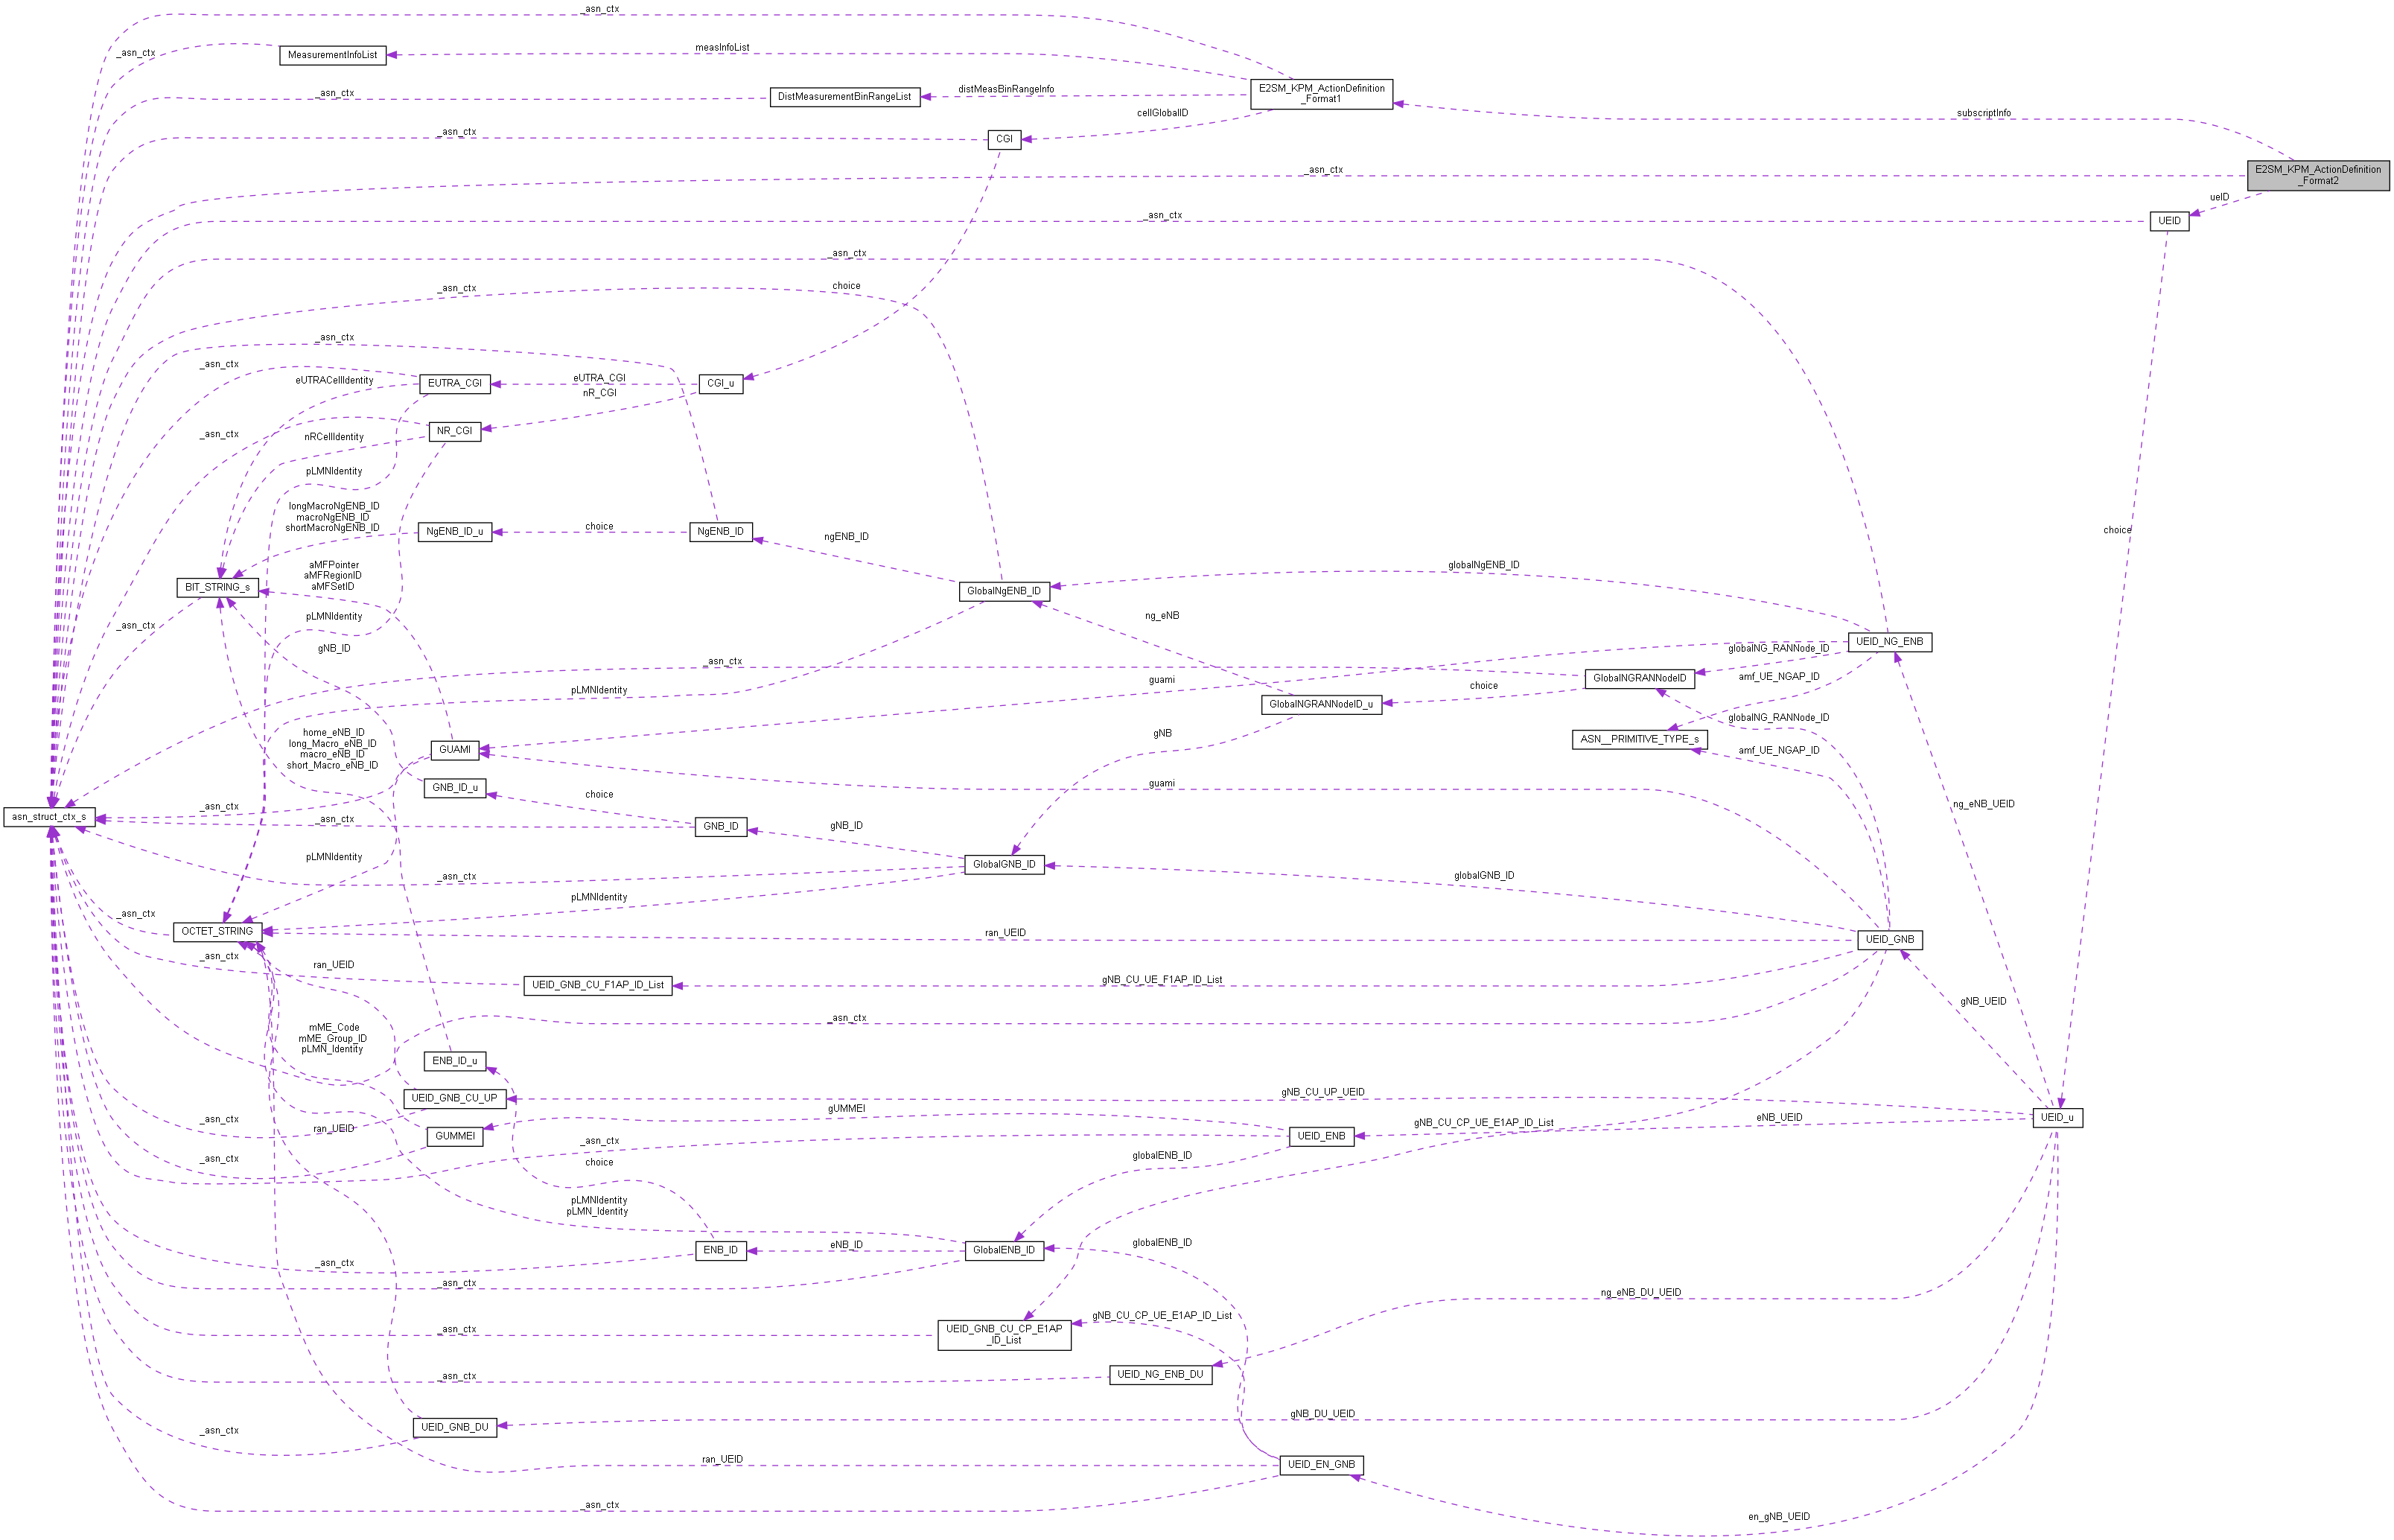 _asn_ctx
measInfoList
_asn_ctx
MeasurementInfoList
distMeasBinRangeInfo
E2SM_KPM_ActionDefinition
_Format1
_asn_ctx
DistMeasurementBinRangeList
cellGlobalID
subscriptInfo
_asn_ctx
CGI
_asn_ctx
E2SM_KPM_ActionDefinition
_Format2
ueID
_asn_ctx
UEID
_asn_ctx
_asn_ctx
choice
_asn_ctx
_asn_ctx
eUTRACellIdentity
EUTRA_CGI
eUTRA_CGI
CGI_u
nR_CGI
_asn_ctx
nRCellIdentity
NR_CGI
pLMNIdentity
longMacroNgENB_ID
macroNgENB_ID
shortMacroNgENB_ID
NgENB_ID_u
choice
NgENB_ID
ngENB_ID
choice
aMFPointer
aMFRegionID
aMFSetID
BIT_STRING_s
globalNgENB_ID
GlobalNgENB_ID
pLMNIdentity
ng_eNB
_asn_ctx
gNB_ID
UEID_NG_ENB
globalNG_RANNode_ID
_asn_ctx
guami
GlobalNGRANNodeID
amf_UE_NGAP_ID
pLMNIdentity
choice
GlobalNGRANNodeID_u
globalNG_RANNode_ID
home_eNB_ID
long_Macro_eNB_ID
macro_eNB_ID
short_Macro_eNB_ID
GUAMI
gNB
ASN__PRIMITIVE_TYPE_s
amf_UE_NGAP_ID
GNB_ID_u
guami
choice
ng_eNB_UEID
_asn_ctx
asn_struct_ctx_s
_asn_ctx
GNB_ID
gNB_ID
pLMNIdentity
GlobalGNB_ID
_asn_ctx
globalGNB_ID
pLMNIdentity
_asn_ctx
OCTET_STRING
ran_UEID
UEID_GNB
_asn_ctx
ran_UEID
UEID_GNB_CU_F1AP_ID_List
gNB_CU_UE_F1AP_ID_List
gNB_UEID
_asn_ctx
mME_Code
mME_Group_ID
pLMN_Identity
ENB_ID_u
UEID_GNB_CU_UP
gNB_CU_UP_UEID
gUMMEI
_asn_ctx
ran_UEID
GUMMEI
_asn_ctx
UEID_ENB
gNB_CU_CP_UE_E1AP_ID_List
eNB_UEID
UEID_u
_asn_ctx
choice
globalENB_ID
pLMNIdentity
pLMN_Identity
ENB_ID
eNB_ID
GlobalENB_ID
globalENB_ID
_asn_ctx
_asn_ctx
ng_eNB_DU_UEID
gNB_CU_CP_UE_E1AP_ID_List
_asn_ctx
UEID_GNB_CU_CP_E1AP
_ID_List
_asn_ctx
UEID_NG_ENB_DU
gNB_DU_UEID
_asn_ctx
UEID_GNB_DU
ran_UEID
UEID_EN_GNB
_asn_ctx
en_gNB_UEID